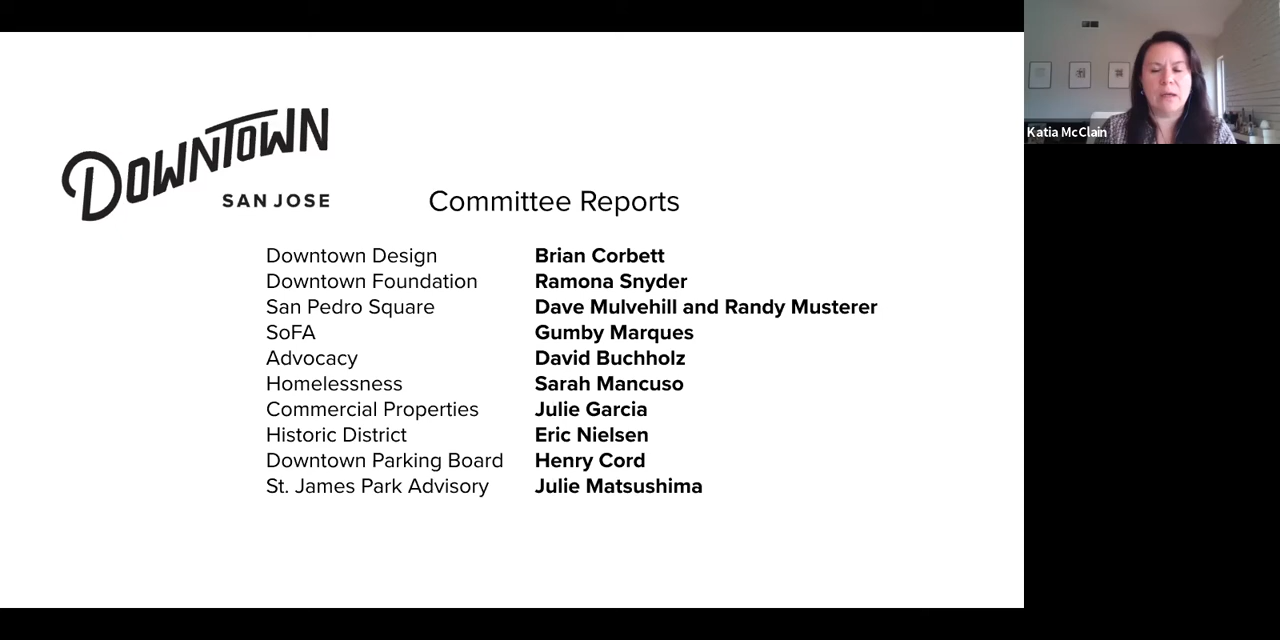 DOWNTOWN
SAN JOSE
Committee Reports
Downtown Design Brian Corbett
Downtown Foundation Ramona Snyder
San Pedro Square Dave Mulvehill and Randy Musterer
SoFA Gumby Marques
Advocacy David Buchholz
Homelessness Sarah Mancuso
Commercial Properties Julie Garcia
Historic District Eric Nielsen
Downtown Parking Board Henry Cord
St. James Park Advisory Julie Matsushima
Katia McClain